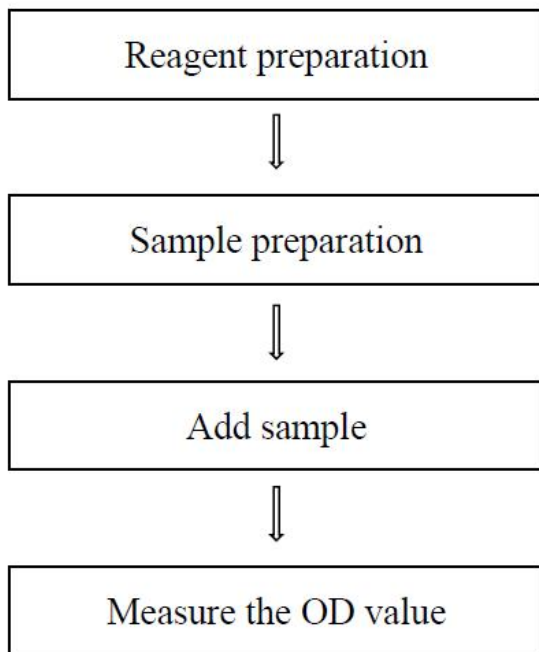 Reagent preparation
Sample preparation
Add sample
Measure the OD value